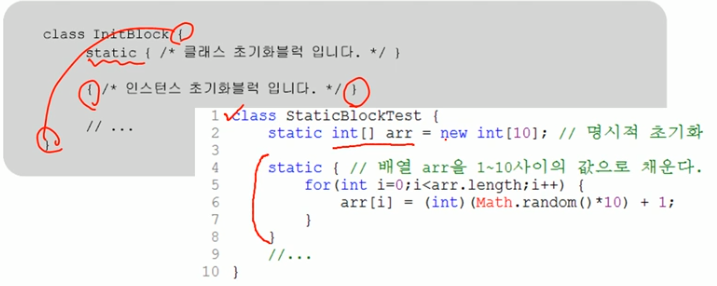 class InitBlock {
static { /* 클래스 초기화블럭 입니다. */ }
{ /* 인스턴스 초기화블럭 입니다. */ }
// ...
}
1 class StaticBlockTest {
2 static int[] arr = new int[10]; // 명시적 초기화
3
4 static { // 배열 arr을 1~10사이의 값으로 채운다.
5 for(int i=0;i<arr.length;i++) {
6 arr[i] = (int)(Math.random()*10) + 1;
7 }
8 }
9 //...
10 }